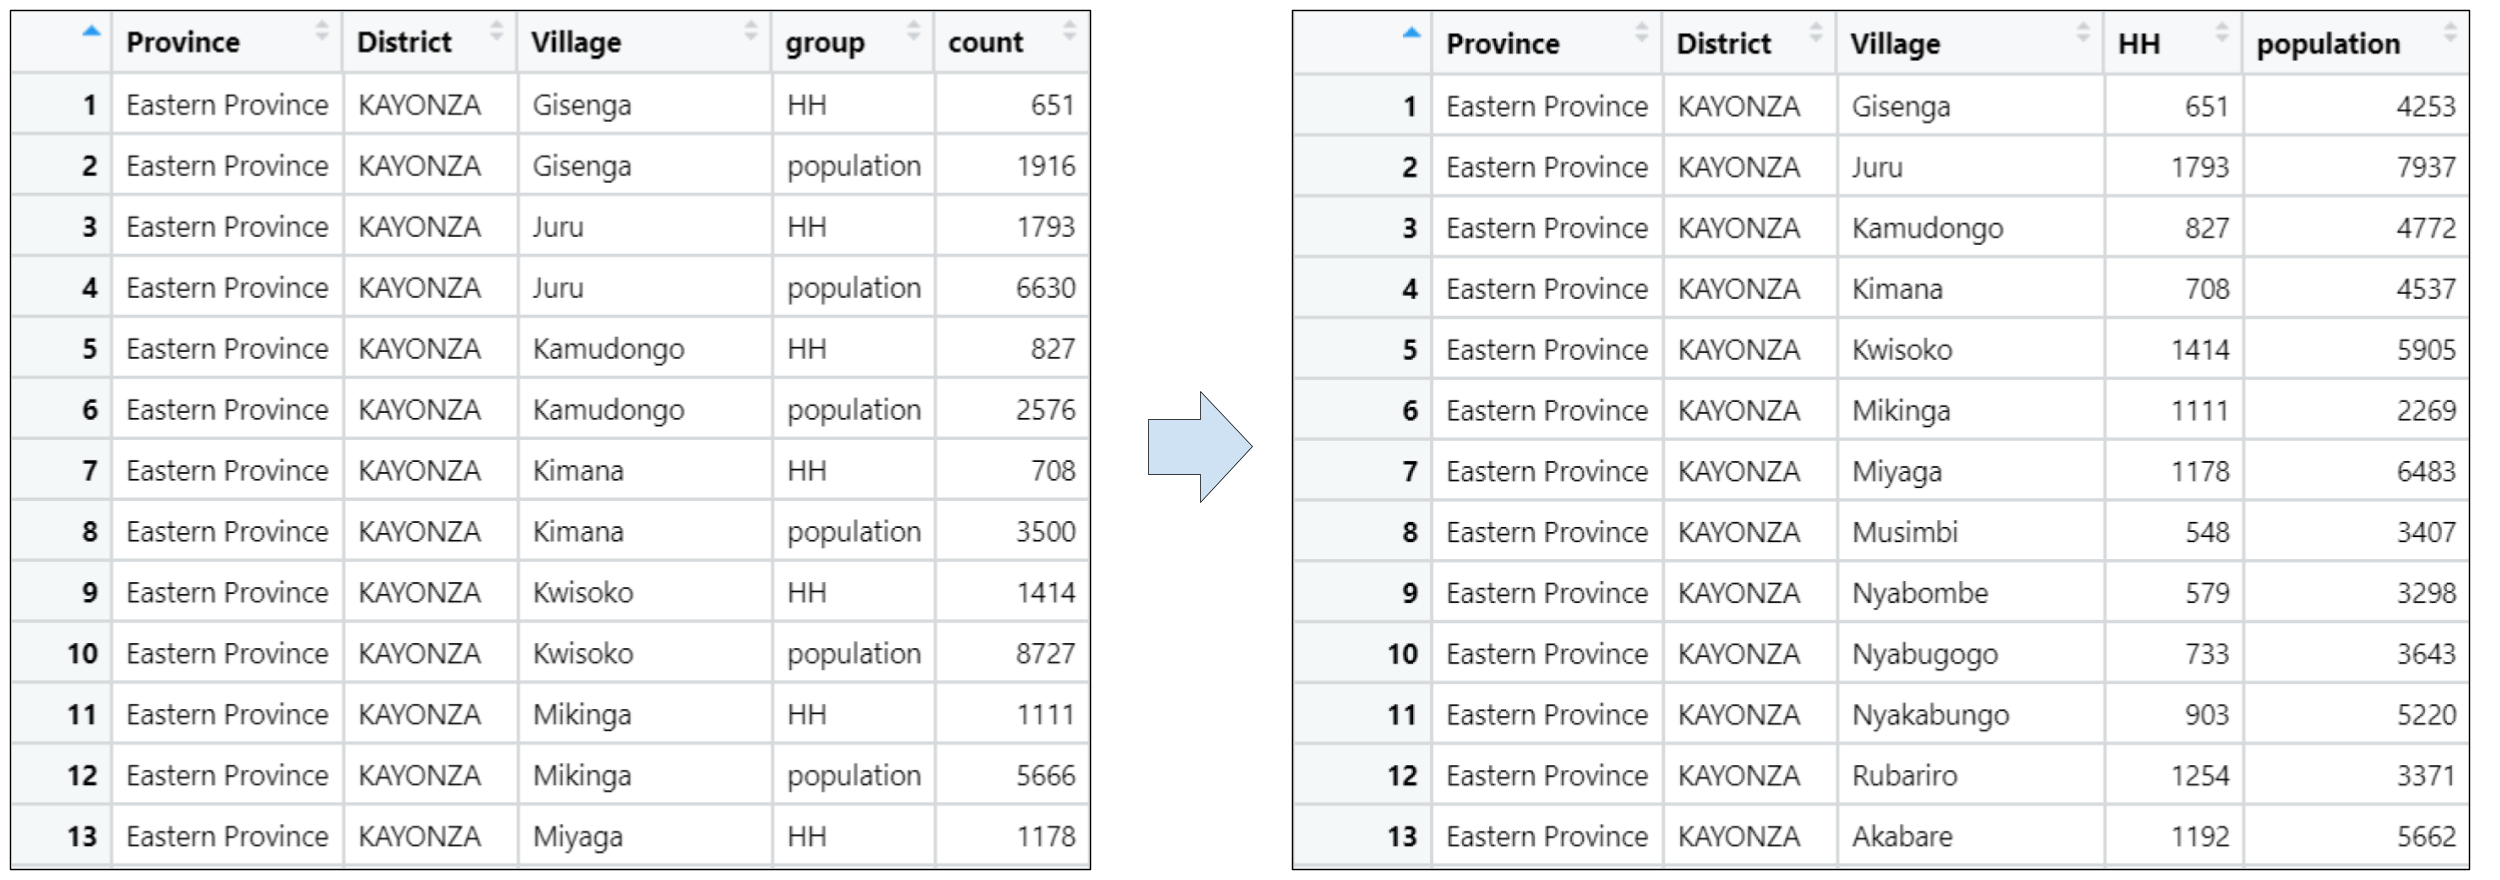 Province District Village group count
1 Eastern Province KAYONZA Gisenga HH 651
2 Eastern Province KAYONZA Gisenga population 1916
3 Eastern Province KAYONZA Juru HH 1793
4 Eastern Province KAYONZA Juru population 6630
5 Eastern Province KAYONZA Kamudongo HH 827
6 Eastern Province KAYONZA Kamudongo population 2576
7 Eastern Province KAYONZA Kimana HH 708
8 Eastern Province KAYONZA Kimana population 3500
9 Eastern Province KAYONZA Kwisoko HH 1414
10 Eastern Province KAYONZA Kwisoko population 8727
11 Eastern Province KAYONZA Mikinga HH 1111
12 Eastern Province KAYONZA Mikinga population 5666
13 Eastern Province KAYONZA Miyaga HH 1178
Province District Village HH population
1 Eastern Province KAYONZA Gisenga 651 4253
2 Eastern Province KAYONZA Juru 1793 7937
3 Eastern Province KAYONZA Kamudongo 827 4772
4 Eastern Province KAYONZA Kimana 708 4537
5 Eastern Province KAYONZA Kwisoko 1414 5905
6 Eastern Province KAYONZA Mikinga 1111 2269
7 Eastern Province KAYONZA Miyaga 1178 6483
8 Eastern Province KAYONZA Musimbi 548 3407
9 Eastern Province KAYONZA Nyabombe 579 3298
10 Eastern Province KAYONZA Nyabugogo 733 3643
11 Eastern Province KAYONZA Nyakabungo 903 5220
12 Eastern Province KAYONZA Rubariro 1254 3371
13 Eastern Province KAYONZA Akabare 1192 5662